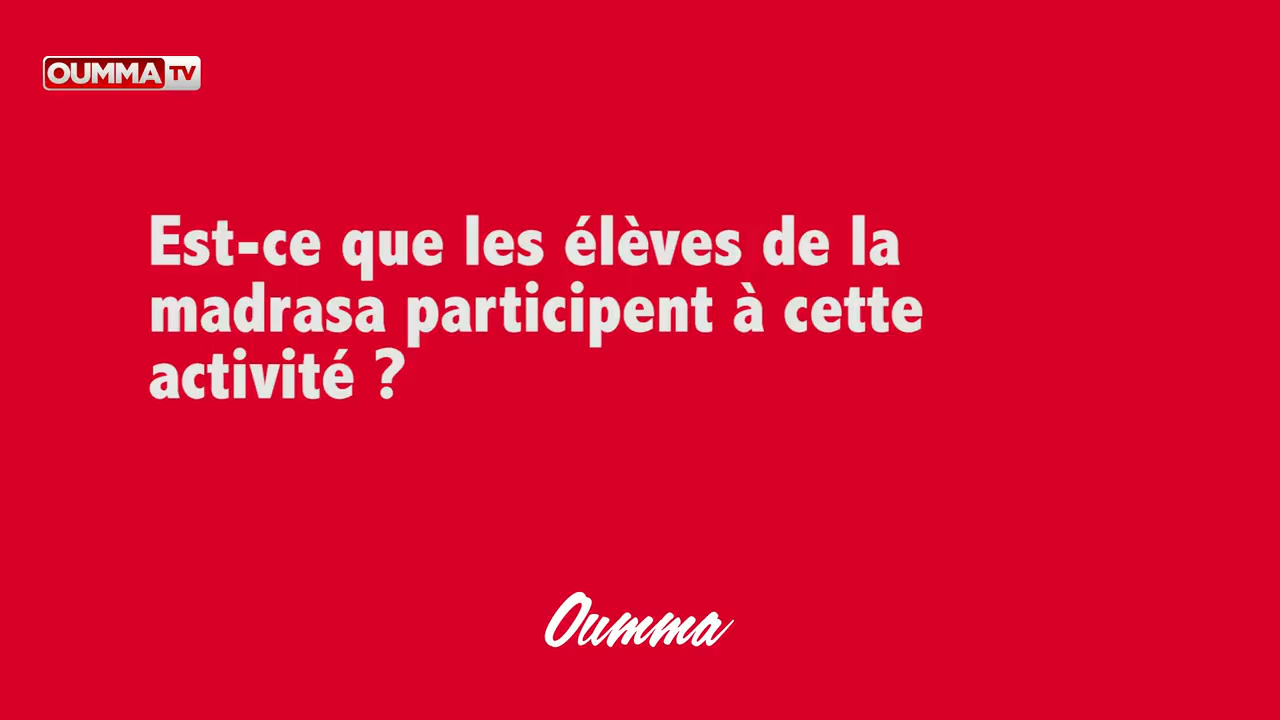 OUMMA TV
Est-ce que les élèves de la
madrasa participent à cette
activité ?
Oumma